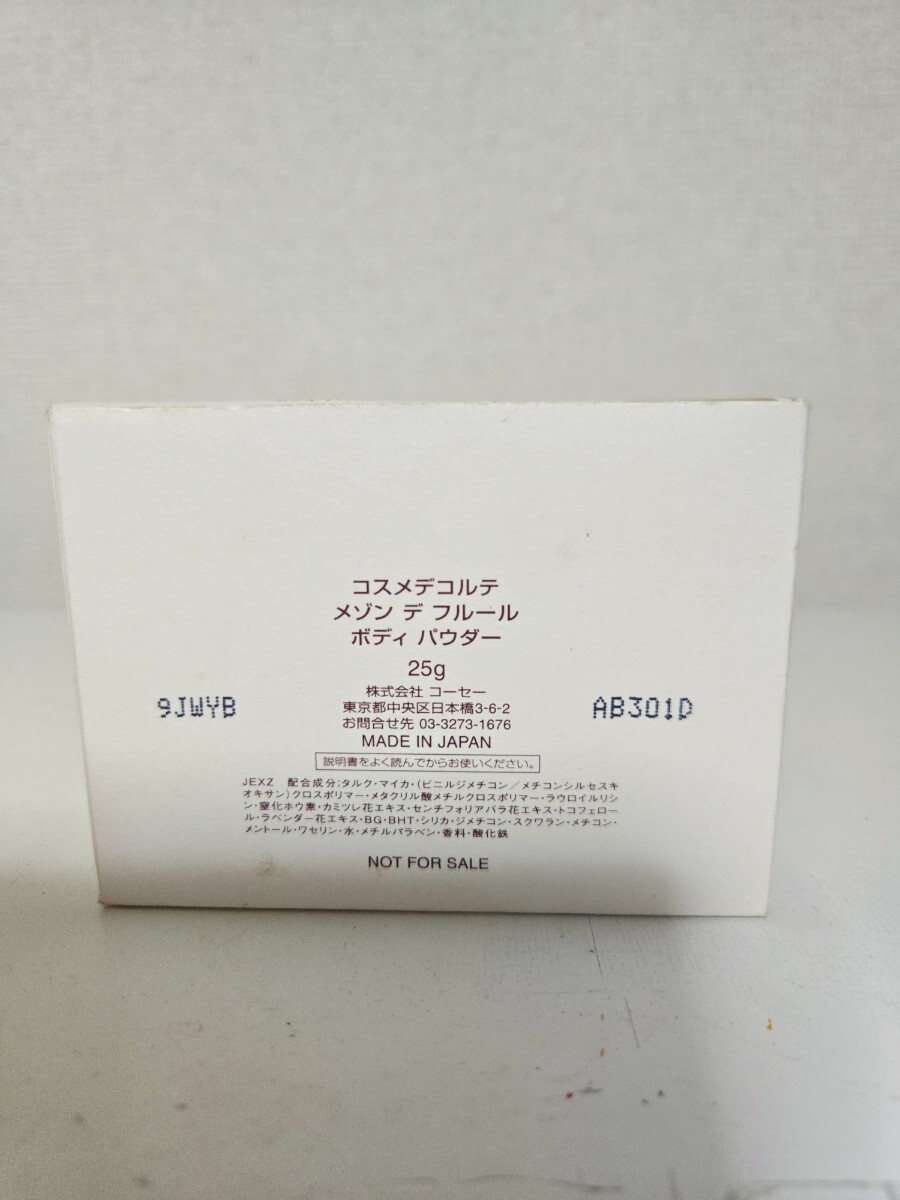 コスメデコルテ
メゾン デ フルール
ボディ パウダー
25g
株式会社 コーセー
東京都中央区日本橋3-6-2
お問合せ先 03-3273-1676
MADE IN JAPAN
9JWYB
AB301D
説明書をよく読んでからお使いください。
JEXZ 配合成分;タルク・マイカ・(ビニルジメチコン／メチコンシルセスキ
オキサン)クロスポリマー・メタクリル酸メチルクロスポリマー・ラウロイルリシ
ン・窒化ホウ素・カミツレ花エキス・センチフォリアバラ花エキス・トコフェロー
ル・ラベンダー花エキス・BG・BHT・シリカ・ジメチコン・スクワラン・メチコン・
メントール・ワセリン・水・メチルパラベン・香料・酸化鉄
NOT FOR SALE